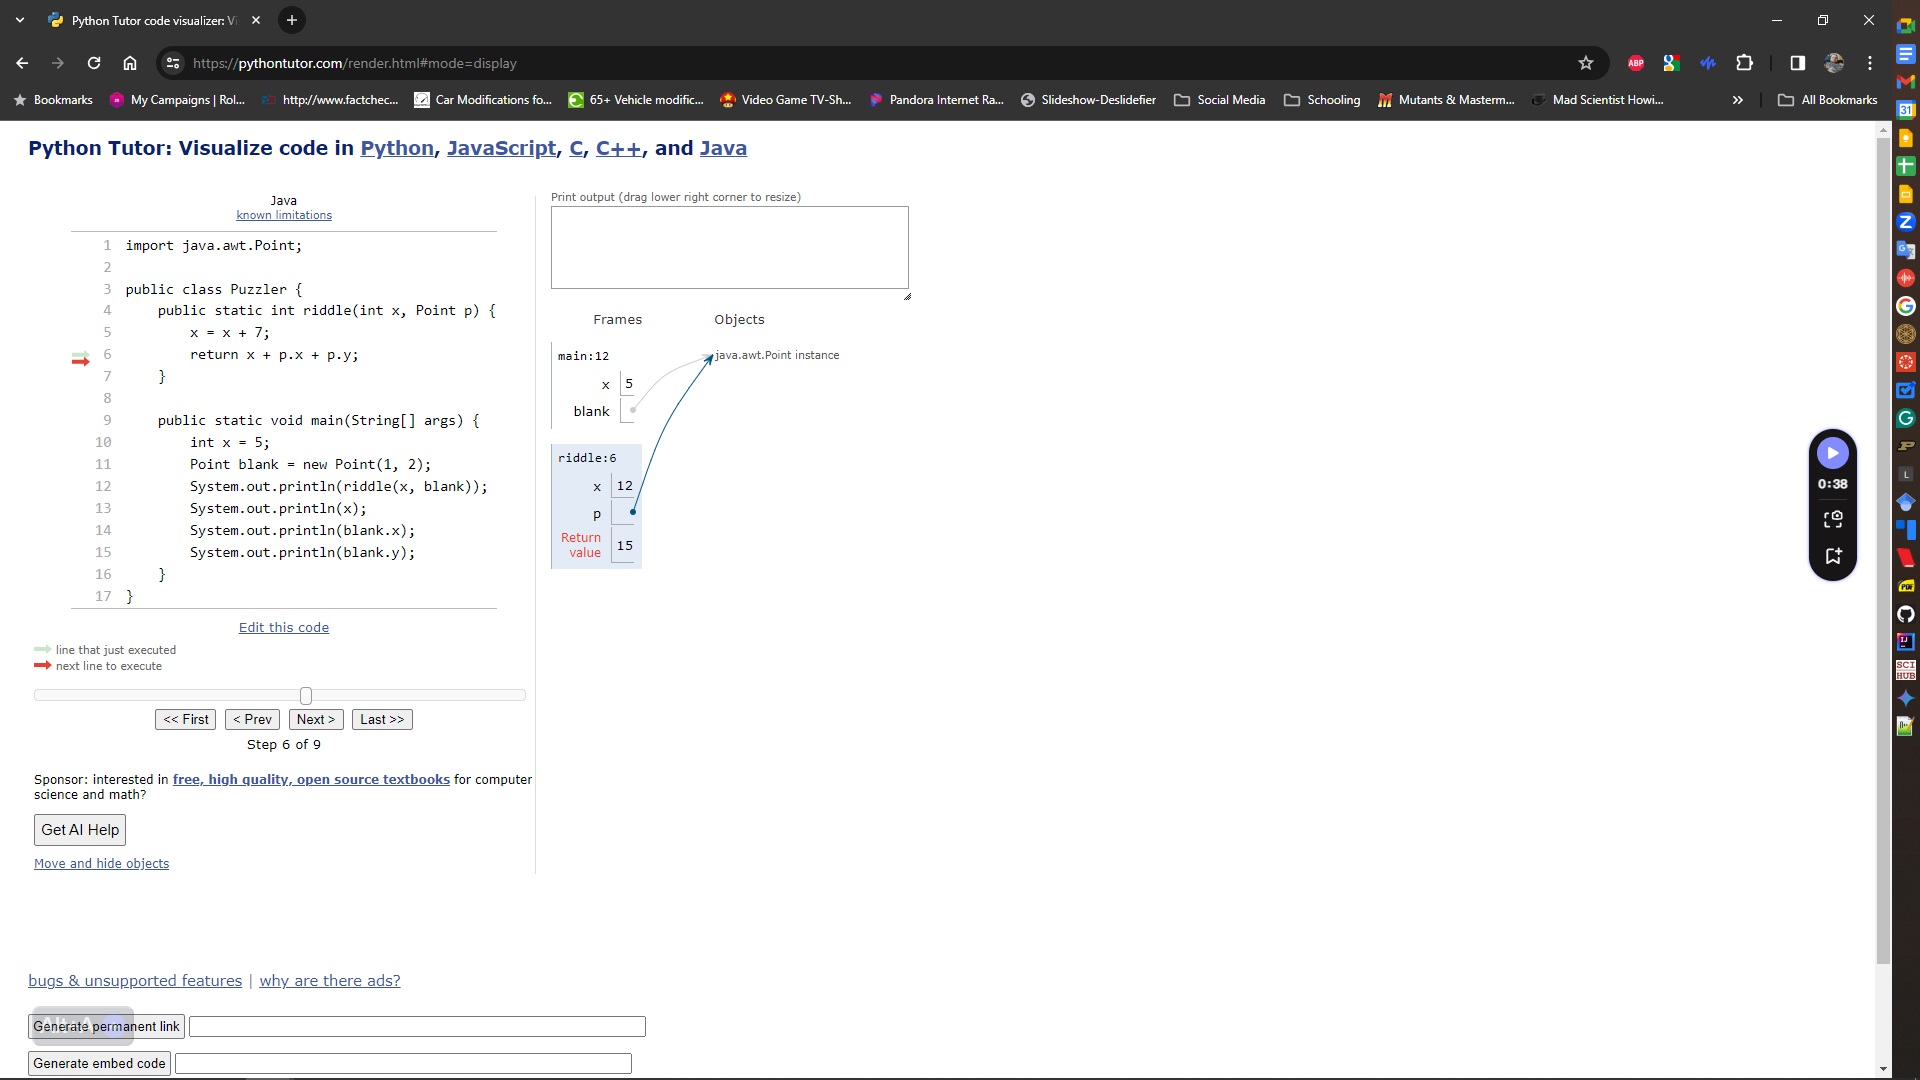 Python Tutor code visualizer: Vi
https://pythontutor.com/render.html#mode=display
ABP
Bookmarks
My Campaigns | Rol...
http://www.factchec...
Car Modifications fo...
65+ Vehicle modific...
Video Game TV-Sh...
Pandora Internet Ra...
Slideshow-Deslidefier
Social Media
Schooling
Mutants & Masterm...
Mad Scientist Howi...
»
All Bookmarks
Python Tutor: Visualize code in Python, JavaScript, C, C++, and Java
Java
known limitations
1 import java.awt.Point;
2
3 public class Puzzler {
4 public static int riddle(int x, Point p) {
5 x = x + 7;
6 return x + p.x + p.y;
7 }
8
9 public static void main(String[] args) {
10 int x = 5;
11 Point blank = new Point(1, 2);
12 System.out.println(riddle(x, blank));
13 System.out.println(x);
14 System.out.println(blank.x);
15 System.out.println(blank.y);
16 }
17 }
Edit this code
line that just executed
next line to execute
<< First < Prev Next > Last >>
Step 6 of 9
Sponsor: interested in free, high quality, open source textbooks for computer
science and math?
Get AI Help
Move and hide objects
Print output (drag lower right corner to resize)
Frames Objects
main:12
x 5
blank
java.awt.Point instance
riddle:6
x 12
p
Return
value 15
0:38
31
SCI
HUB
bugs & unsupported features | why are there ads?
Generate permanent link
Generate embed code